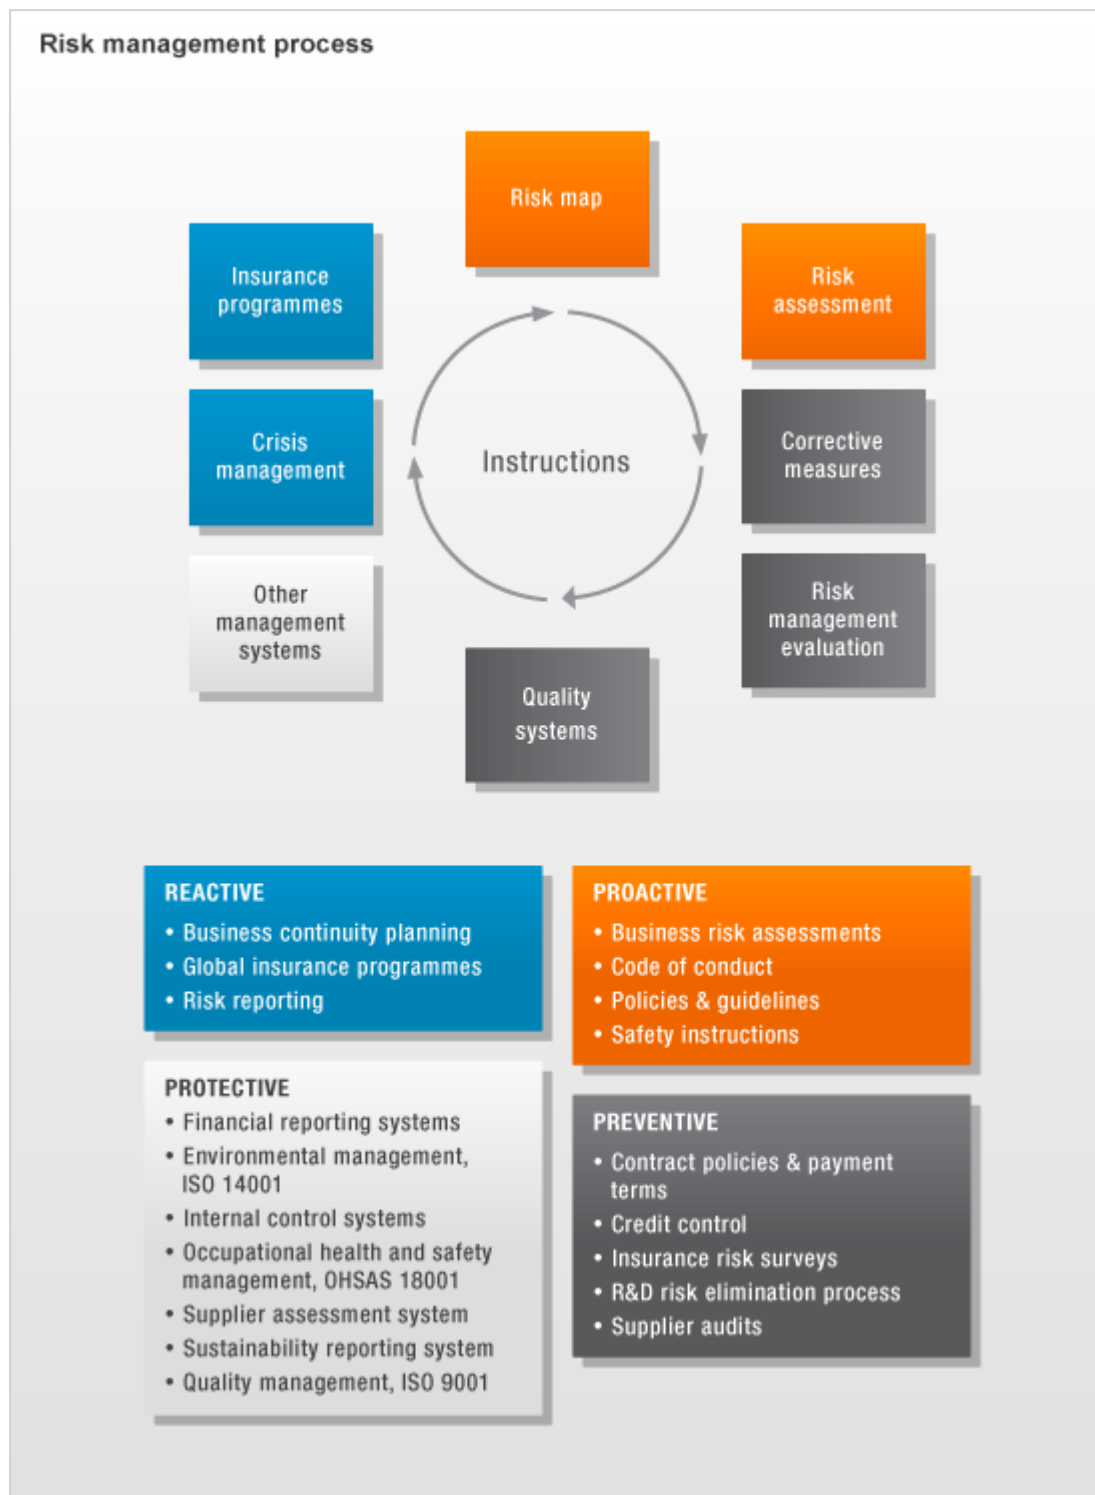 Risk management process
Risk map
Insurance
programmes
Risk
assessment
Crisis
management
Instructions
Corrective
measures
Other
management
systems
Risk
management
evaluation
Quality
systems
REACTIVE
• Business continuity planning
• Global insurance programmes
• Risk reporting
PROACTIVE
• Business risk assessments
• Code of conduct
• Policies & guidelines
• Safety instructions
PROTECTIVE
• Financial reporting systems
• Environmental management,
ISO 14001
• Internal control systems
• Occupational health and safety
management, OHSAS 18001
• Supplier assessment system
• Sustainability reporting system
• Quality management, ISO 9001
PREVENTIVE
• Contract policies & payment
terms
• Credit control
• Insurance risk surveys
• R&D risk elimination process
• Supplier audits